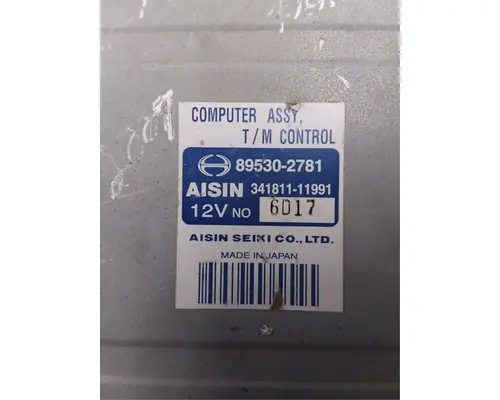 COMPUTER ASSY,
T/M CONTROL
89530-2781
AISIN 341811-11991
12V NO 6D17
AISIN SEIKI CO., LTD.
MADE IN JAPAN